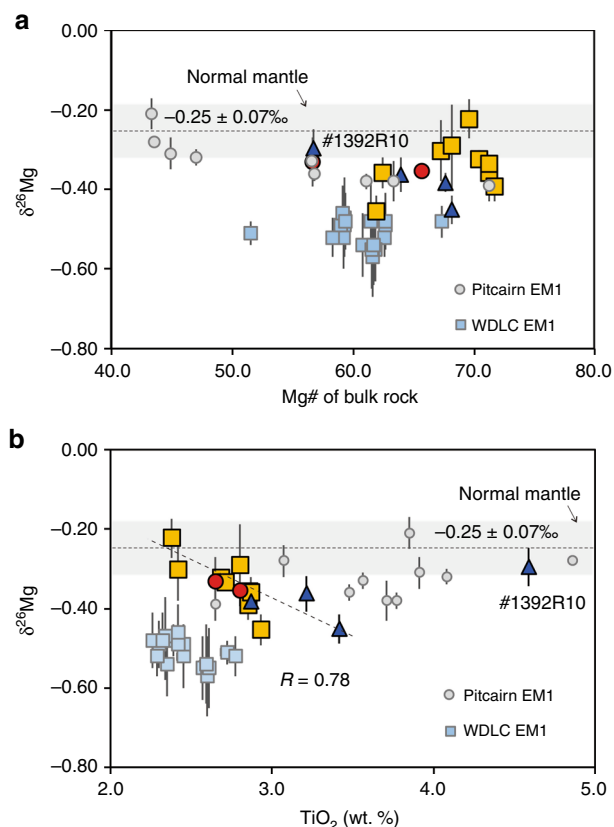 a
0.00
−0.20
−0.40
−0.60
−0.80
δ26Mg
Normal mantle
−0.25 ± 0.07‰
#1392R10
Pitcairn EM1
WDLC EM1
40.0 50.0 60.0 70.0 80.0
Mg# of bulk rock
b
0.00
−0.20
−0.40
−0.60
−0.80
δ26Mg
Normal mantle
−0.25 ± 0.07‰
#1392R10
R = 0.78
Pitcairn EM1
WDLC EM1
2.0 3.0 4.0 5.0
TiO2 (wt. %)